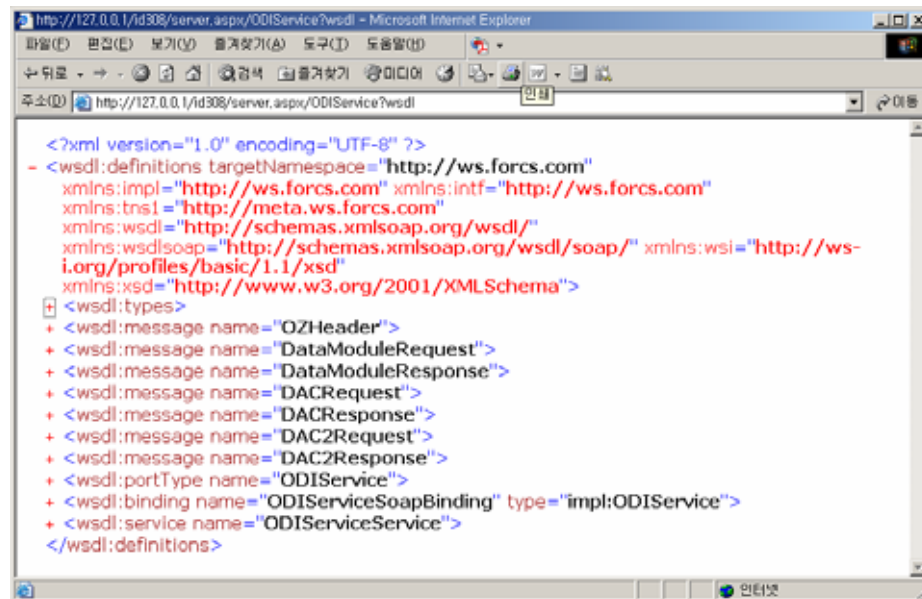 http://127.0.0.1/id308/server.aspx/ODIService?wsdl - Microsoft Internet Explorer
파일(F) 편집(E) 보기(V) 즐겨찾기(A) 도구(T) 도움말(H)
뒤로 검색 즐겨찾기 미디어
주소(D) http://127.0.0.1/id308/server.aspx/ODIService?wsdl 이동
인쇄
<?xml version="1.0" encoding="UTF-8" ?>
- <wsdl:definitions targetNamespace="http://ws.forcs.com"
xmlns:impl="http://ws.forcs.com" xmlns:intf="http://ws.forcs.com"
xmlns:tns1="http://meta.ws.forcs.com"
xmlns:wsdl="http://schemas.xmlsoap.org/wsdl/"
xmlns:wsdlsoap="http://schemas.xmlsoap.org/wsdl/soap/" xmlns:wsi="http://ws-
i.org/profiles/basic/1.1/xsd"
xmlns:xsd="http://www.w3.org/2001/XMLSchema">
+ <wsdl:types>
+ <wsdl:message name="OZHeader">
+ <wsdl:message name="DataModuleRequest">
+ <wsdl:message name="DataModuleResponse">
+ <wsdl:message name="DACRequest">
+ <wsdl:message name="DACResponse">
+ <wsdl:message name="DAC2Request">
+ <wsdl:message name="DAC2Response">
+ <wsdl:portType name="ODIService">
+ <wsdl:binding name="ODIServiceSoapBinding" type="impl:ODIService">
+ <wsdl:service name="ODIServiceService">
</wsdl:definitions>
인터넷